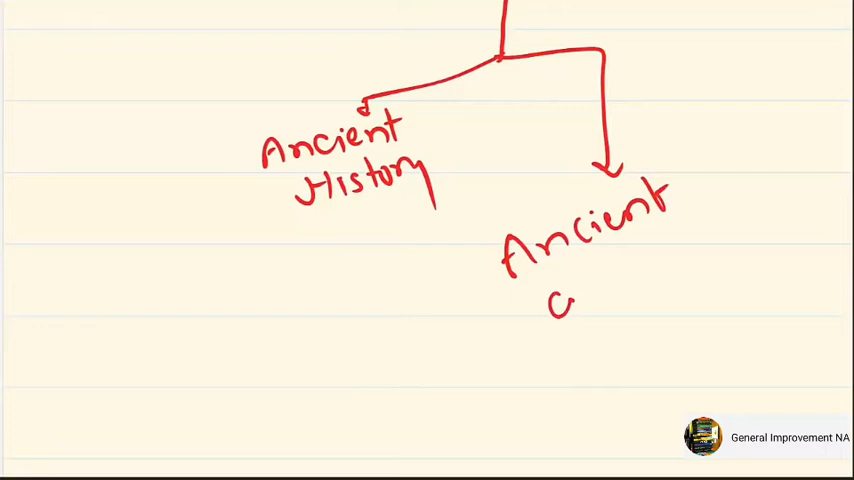 Ancient
History
Ancient
C
General Improvement NA